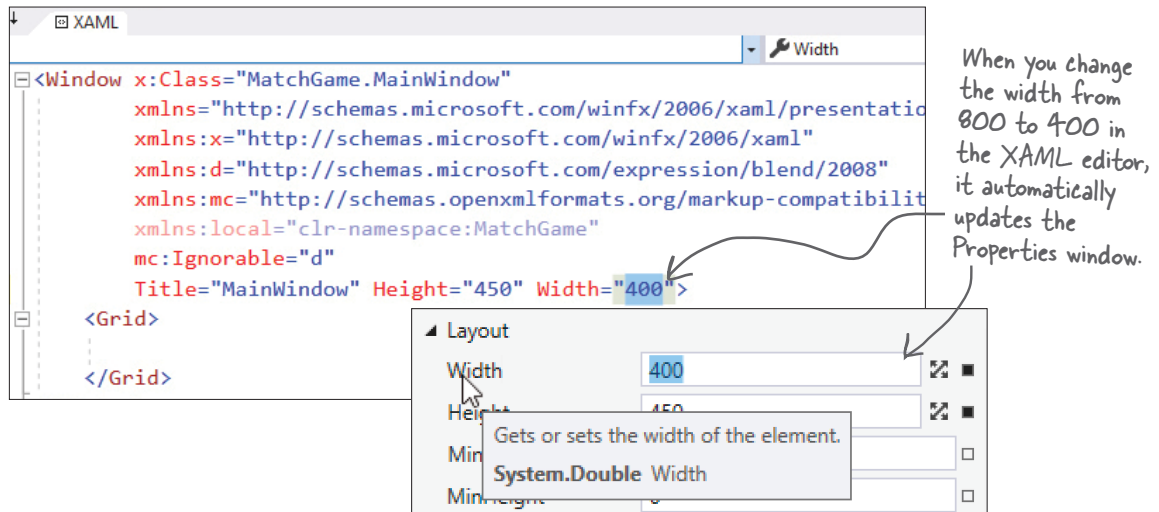 XAML
Width
<Window x:Class="MatchGame.MainWindow"
xmlns="http://schemas.microsoft.com/winfx/2006/xaml/presentatio
xmlns:x="http://schemas.microsoft.com/winfx/2006/xaml"
xmlns:d="http://schemas.microsoft.com/expression/blend/2008"
xmlns:mc="http://schemas.openxmlformats.org/markup-compatibilit
xmlns:local="clr-namespace:MatchGame"
mc:Ignorable="d"
Title="MainWindow" Height="450" Width="400">
<Grid>
</Grid>
When you change
the width from
800 to 400 in
the XAML editor,
it automatically
updates the
Properties window.
Layout
Width 400
Height 450
Gets or sets the width of the element.
Min
System.Double Width
MinHeight